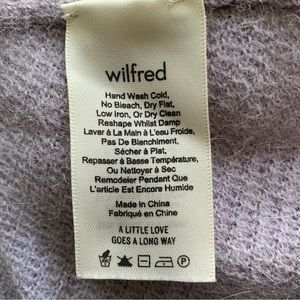 wilfred
Hand Wash Cold,
No Bleach, Dry Flat,
Low Iron, Or Dry Clean
Reshape Whilst Damp
Laver à La Main à L'eau Froide,
Pas De Blanchiment,
Sécher à Plat,
Repasser à Basse Température,
Ou Nettoyer à Sec
Remodeler Pendant Que
L'article Est Encore Humide
Made in China
Fabriqué en Chine
A LITTLE LOVE
GOES A LONG WAY
P